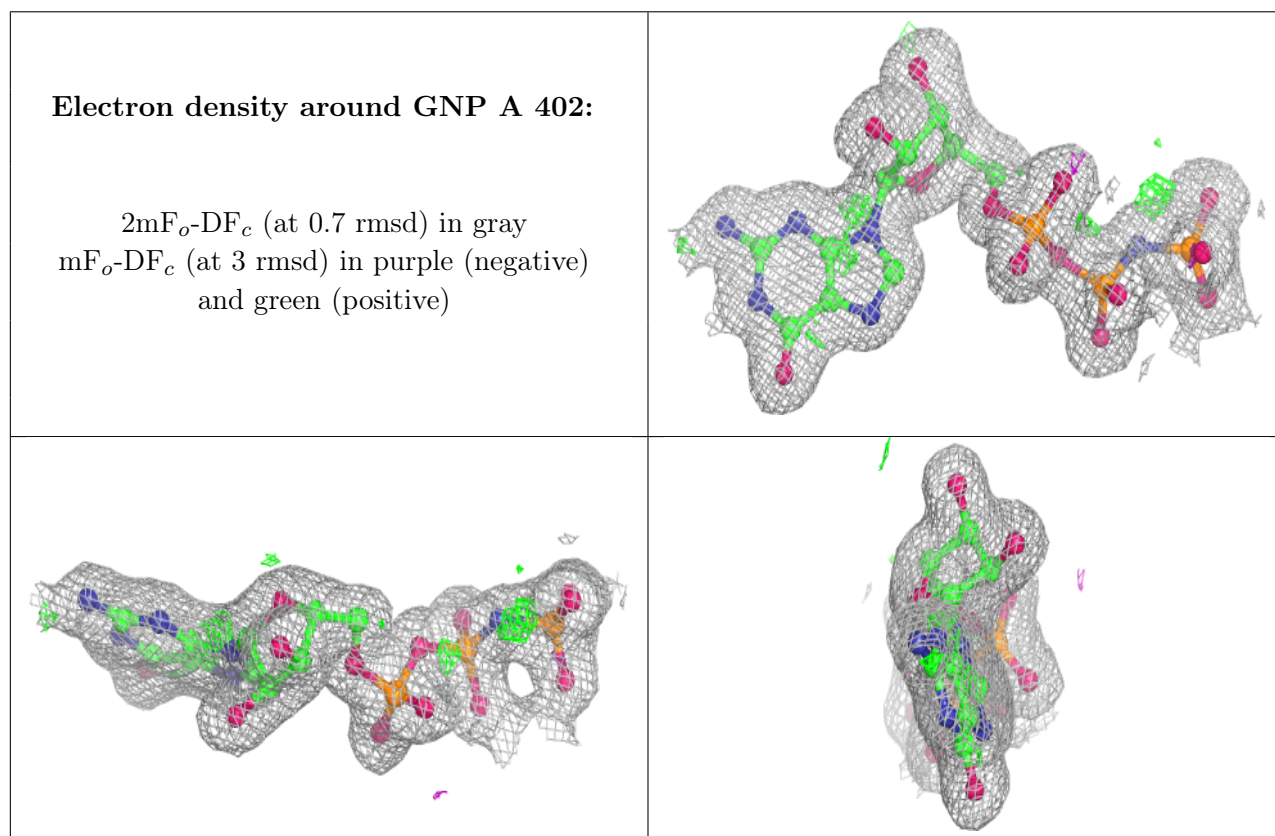 Electron density around GNP A 402:
2mFo-DFc (at 0.7 rmsd) in gray
mFo-DFc (at 3 rmsd) in purple (negative)
and green (positive)